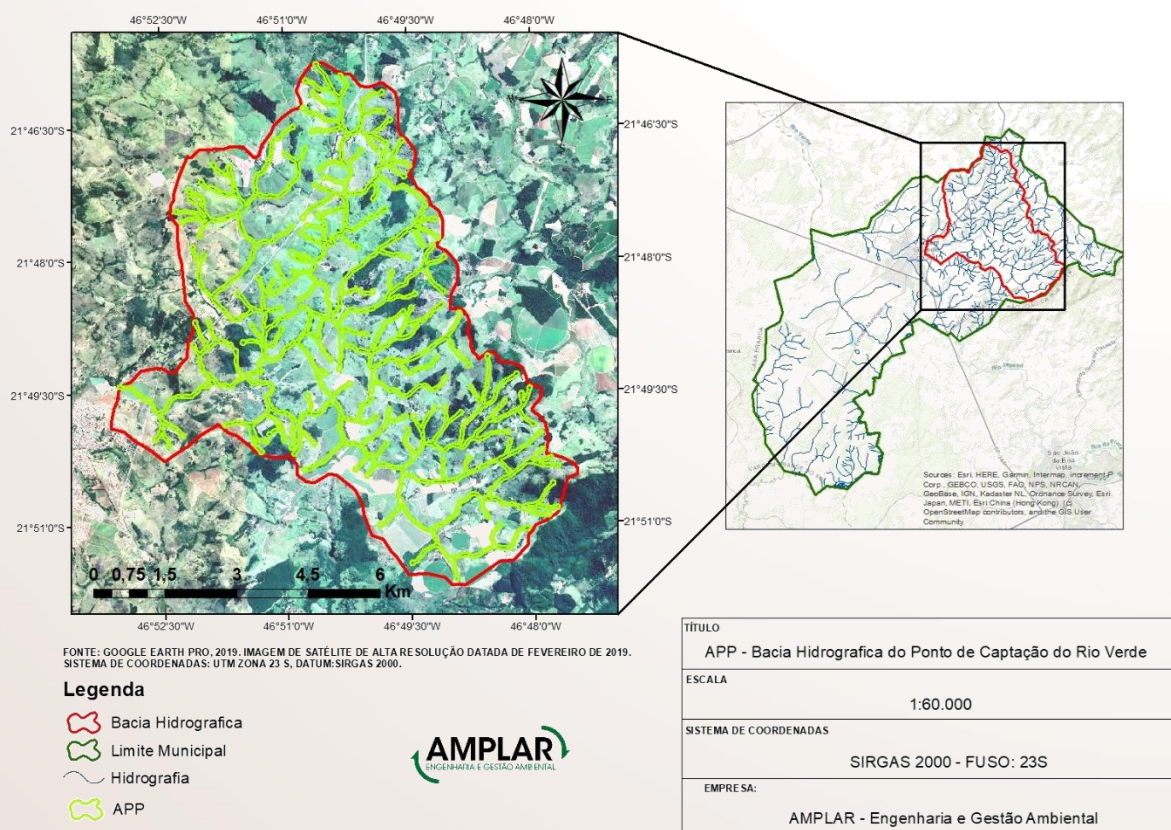 46°52'30"W
46°51'0"W
46°49'30"W
46°48'0"W
21°46'30"S
21°48'0"S
21°49'30"S
21°51'0"S
N
W
E
21°46'30"S
21°48'0"S
21°49'30"S
21°51'0"S
0 0,75 1,5 3 4,5 6
Km
46°52'30"W
46°51'0"W
46°49'30"W
46°48'0"W
São João
da Boa
vista
Sources: Esri, HERE, Garmin, Intermap, increment P
Corp., GEBCO, USGS, FAO, NPS, NRCAN,
GeoBase, IGN, Kadaster NL, Ordnance Survey, Esri
Japan, METI, Esri China (Hong Kong), (c)
OpenStreetMap contributors, and the GIS User
Community
FONTE: GOOGLE EARTH PRO, 2019. IMAGEM DE SATÉLITE DE ALTA RESOLUÇÃO DATADA DE FEVEREIRO DE 2019.
SISTEMA DE COORDENADAS: UTM ZONA 23 S, DATUM:SIRGAS 2000.
Legenda
Bacia Hidrografica
Limite Municipal
Hidrografia
APP
AMPLAR
ENGENHARIA E GESTÃO AMBIENTAL
TÍTULO
APP - Bacia Hidrografica do Ponto de Captação do Rio Verde
ESCALA
1:60.000
SISTEMA DE COORDENADAS
SIRGAS 2000 - FUSO: 23S
EMPRESA:
AMPLAR - Engenharia e Gestão Ambiental